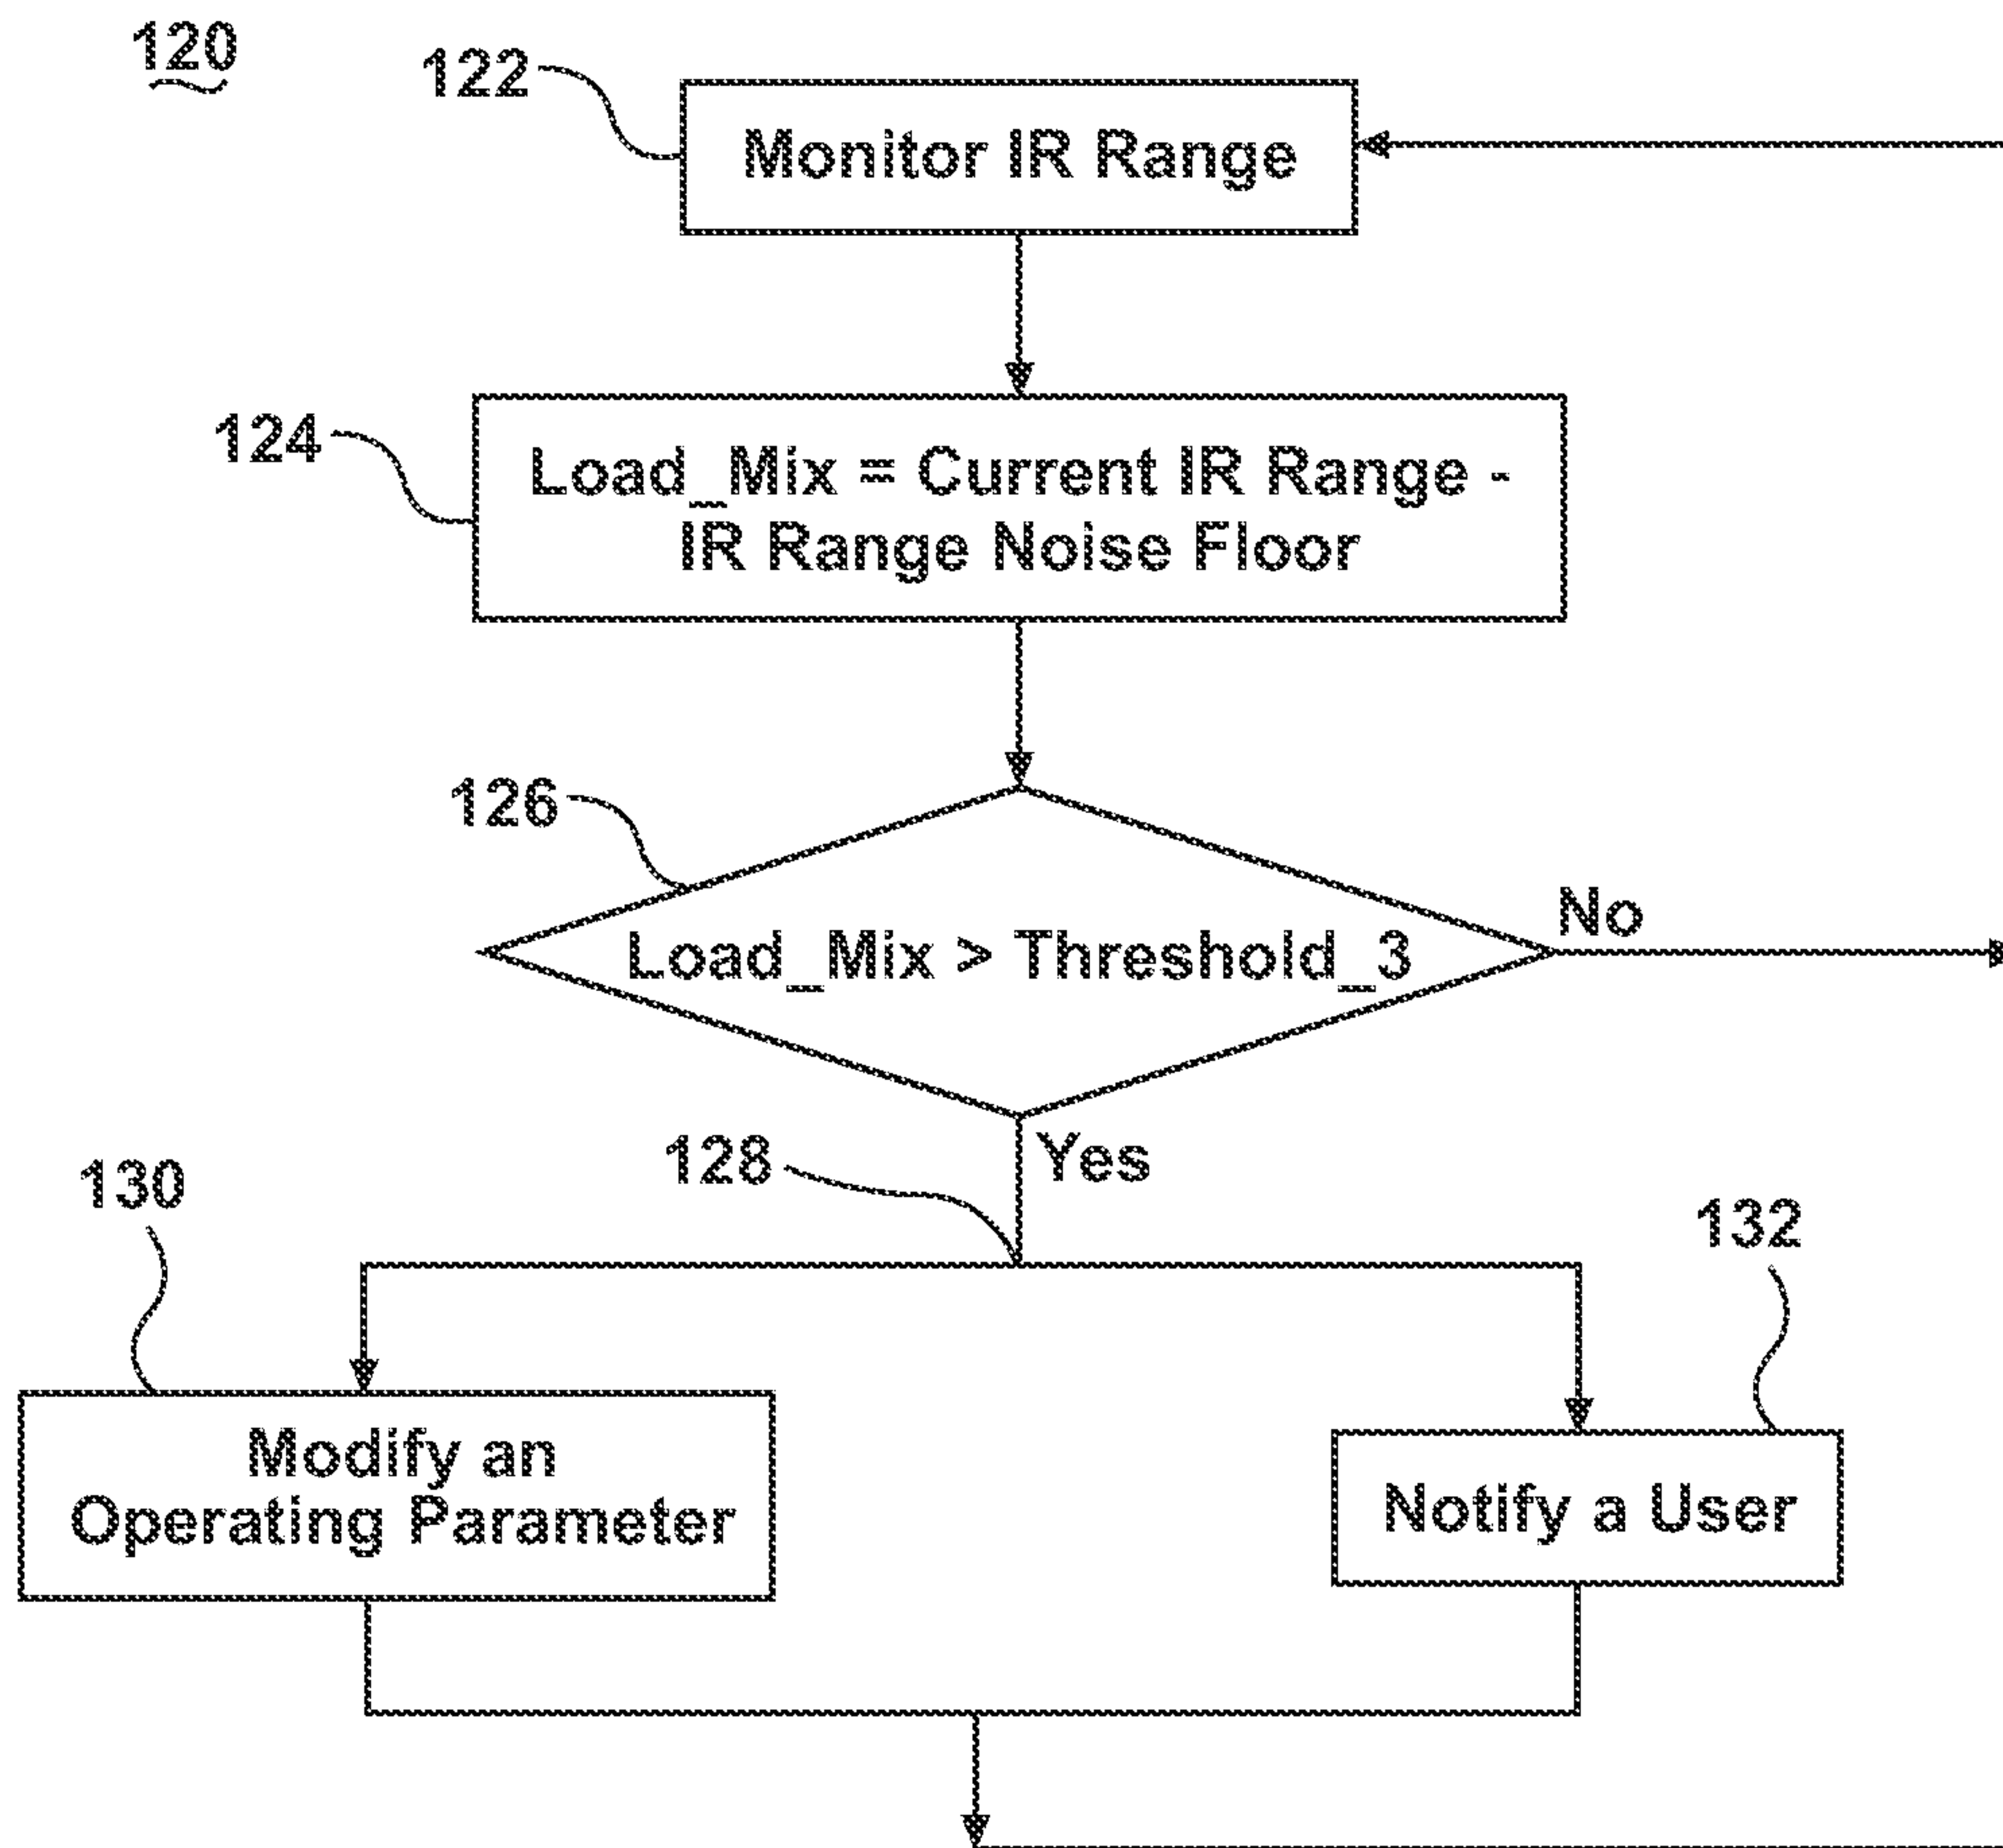 120
122
Monitor IR Range
124
Load_Mix = Current IR Range -
IR Range Noise Floor
126
Load_Mix > Threshold_3
No
Yes
128
130
132
Modify an
Operating Parameter
Notify a User